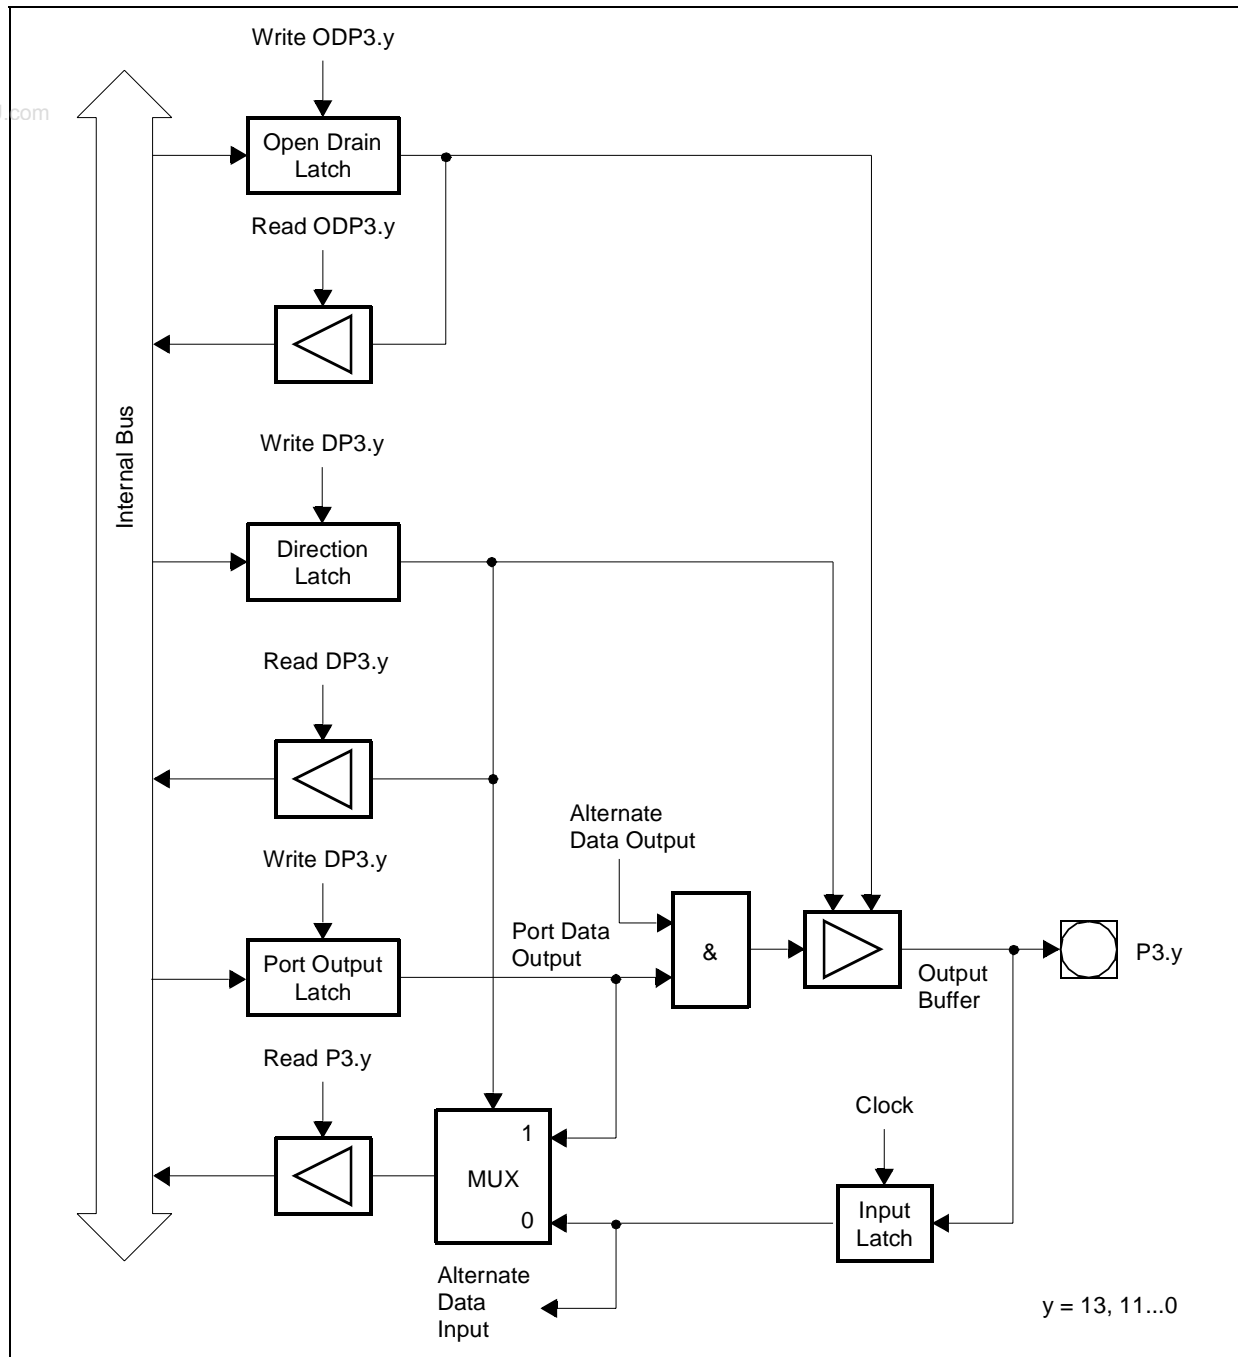 Write ODP3.y
J.com
Open Drain
Latch
Read ODP3.y
Internal Bus
Write DP3.y
Direction
Latch
Read DP3.y
Alternate
Data Output
Write DP3.y
Port Data
Output
&
Port Output
Latch
P3.y
Output
Buffer
Read P3.y
Clock
1
MUX
0
Input
Latch
Alternate
Data
Input
y = 13, 11...0